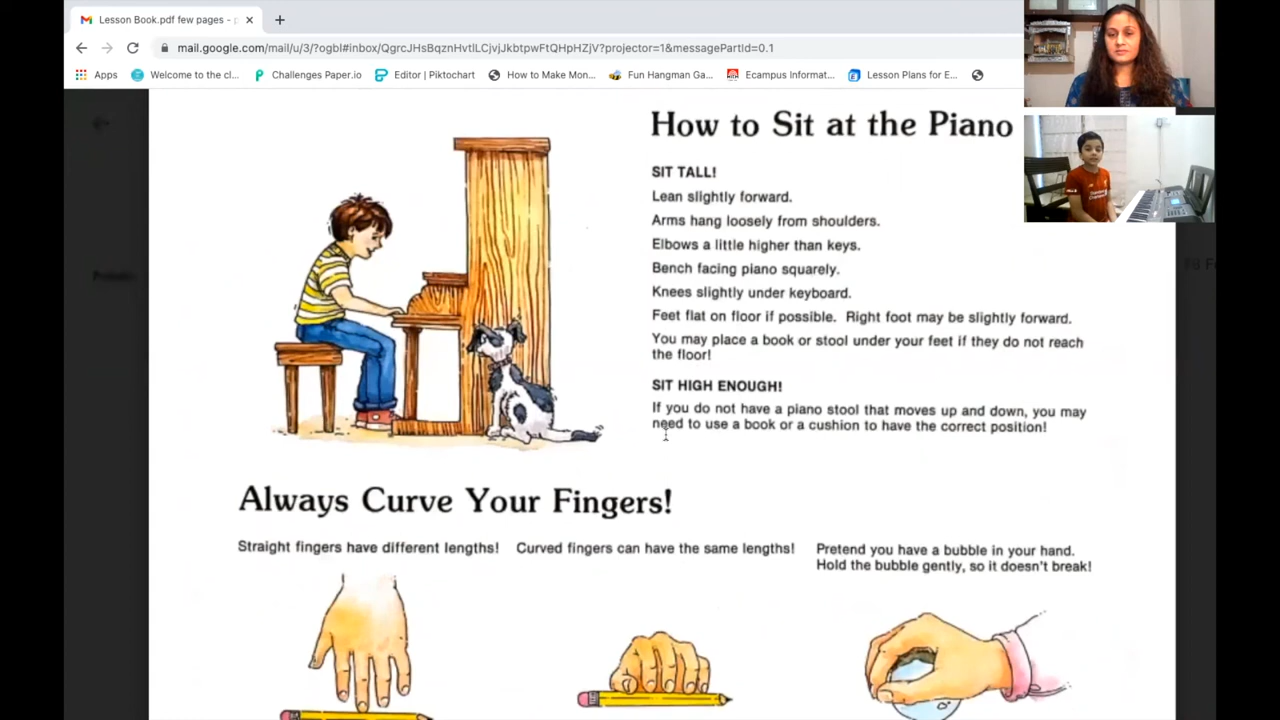 Lesson Book.pdf few pages - p
mail.google.com/mail/u/3/?ogbl#inbox/QgrcJHsBqznHvtlLCjvjJkbtpwFtQHpHZjV?projector=1&messagePartId=0.1
Apps Welcome to the cl... Challenges Paper.io Editor | Piktochart How to Make Mon... Fun Hangman Ga... Ecampus Informat... Lesson Plans for E...
How to Sit at the Piano
SIT TALL!
Lean slightly forward.
Arms hang loosely from shoulders.
Elbows a little higher than keys.
Bench facing piano squarely.
Knees slightly under keyboard.
Feet flat on floor if possible. Right foot may be slightly forward.
You may place a book or stool under your feet if they do not reach
the floor!
SIT HIGH ENOUGH!
If you do not have a piano stool that moves up and down, you may
need to use a book or a cushion to have the correct position!
Always Curve Your Fingers!
Straight fingers have different lengths! Curved fingers can have the same lengths! Pretend you have a bubble in your hand.
Hold the bubble gently, so it doesn't break!